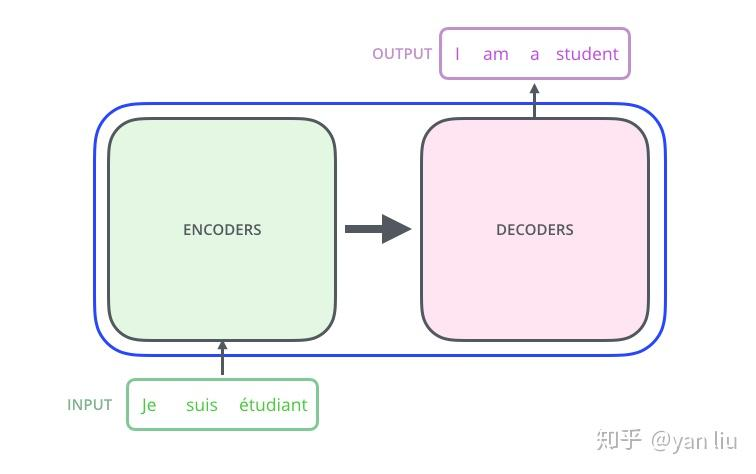 OUTPUT I am a student
ENCODERS
DECODERS
INPUT Je suis étudiant
知乎 @yan liu